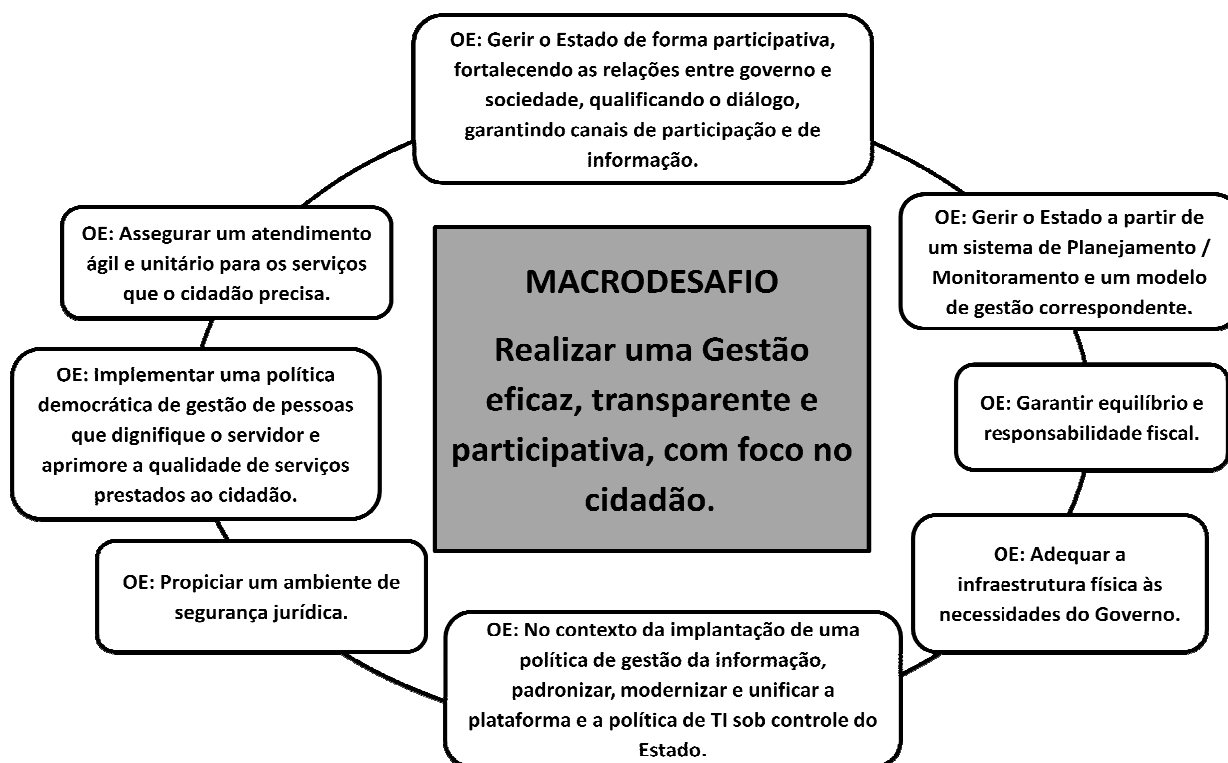 OE: Gerir o Estado de forma participativa,
fortalecendo as relações entre governo e
sociedade, qualificando o diálogo,
garantindo canais de participação e de
informação.
OE: Assegurar um atendimento
ágil e unitário para os serviços
que o cidadão precisa.
OE: Gerir o Estado a partir de
um sistema de Planejamento /
Monitoramento e um modelo
de gestão correspondente.
MACRODESAFIO
Realizar uma Gestão
eficaz, transparente e
participativa, com foco no
cidadão.
OE: Implementar uma política
democrática de gestão de pessoas
que dignifique o servidor e
aprimore a qualidade de serviços
prestados ao cidadão.
OE: Garantir equilíbrio e
responsabilidade fiscal.
OE: Propiciar um ambiente de
segurança jurídica.
OE: Adequar a
infraestrutura física às
necessidades do Governo.
OE: No contexto da implantação de uma
política de gestão da informação,
padronizar, modernizar e unificar a
plataforma e a política de TI sob controle do
Estado.